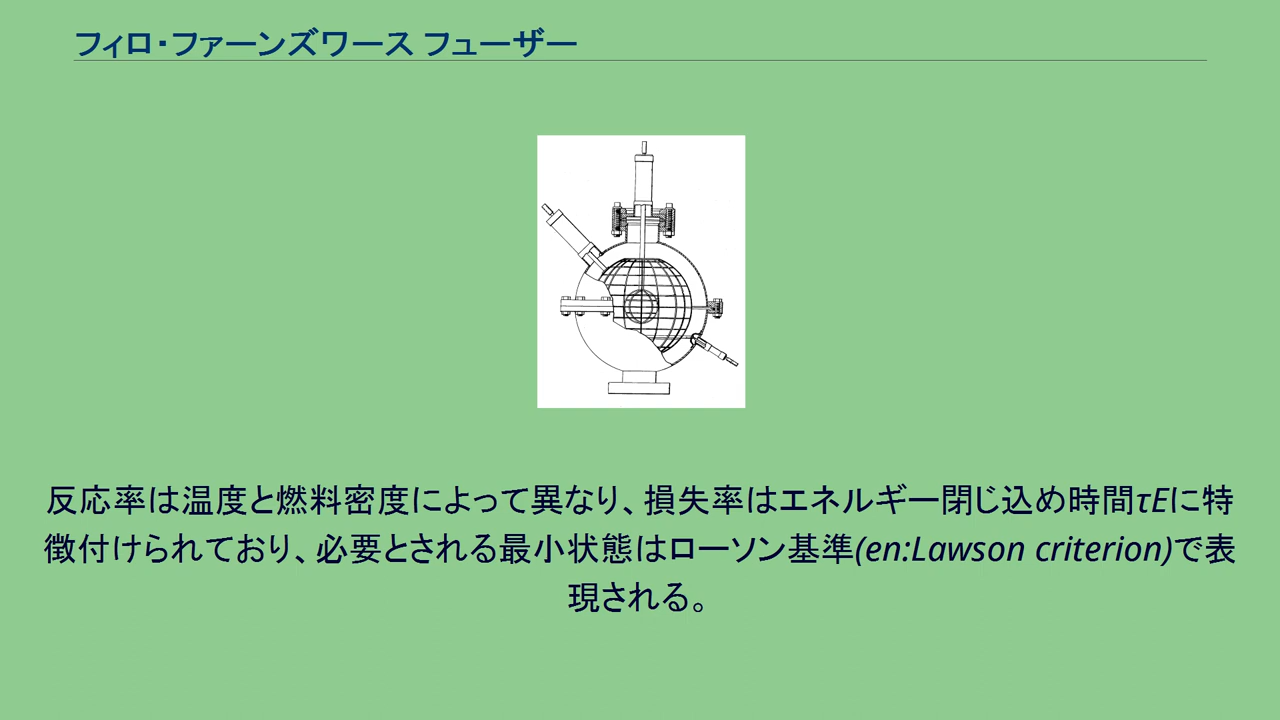 フィロ・ファーンズワース フューザー
反応率は温度と燃料密度によって異なり、損失率はエネルギー閉じ込め時間τEに特
徴付けられており、必要とされる最小状態はローソン基準(en:Lawson criterion)で表
現される。